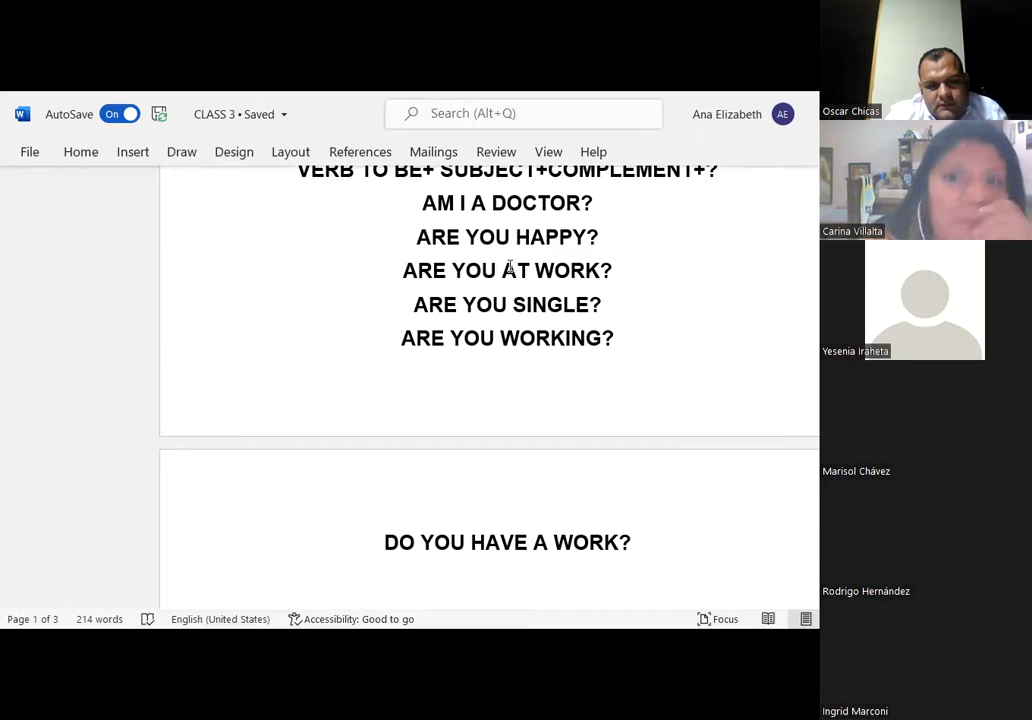 AutoSave On CLASS 3 • Saved Search (Alt+Q) Ana Elizabeth AE
File Home Insert Draw Design Layout References Mailings Review View Help
VERB TO BE+ SUBJECT+COMPLEMENT+?
AM I A DOCTOR?
ARE YOU HAPPY?
ARE YOU AT WORK?
ARE YOU SINGLE?
ARE YOU WORKING?
DO YOU HAVE A WORK?
Page 1 of 3 214 words English (United States) Accessibility: Good to go Focus
Oscar Chicas
Carina Villalta
Yesenia Iraheta
Marisol Chávez
Rodrigo Hernández
Ingrid Marconi